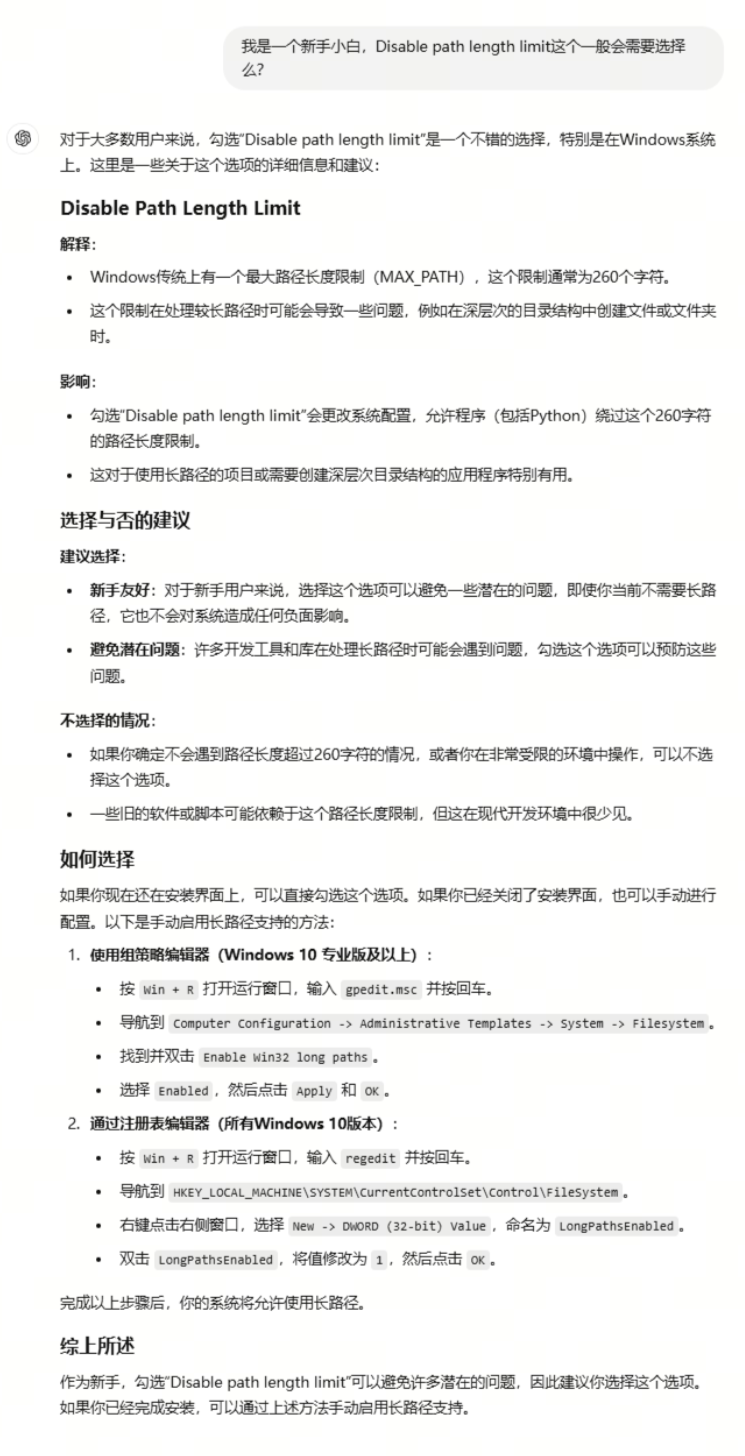 我是一个新手小白，Disable path length limit这个一般会需要选择
么？
对于大多数用户来说，勾选“Disable path length limit”是一个不错的选择，特别是在Windows系统
上。这里是一些关于这个选项的详细信息和建议：
Disable Path Length Limit
解释：
• Windows传统上有一个最大路径长度限制（MAX_PATH），这个限制通常为260个字符。
• 这个限制在处理较长路径时可能会导致一些问题，例如在深层次的目录结构中创建文件或文件夹
时。
影响：
• 勾选“Disable path length limit”会更改系统配置，允许程序（包括Python）绕过这个260字符
的路径长度限制。
• 这对于使用长路径的项目或需要创建深层次目录结构的应用程序特别有用。
选择与否的建议
建议选择：
• 新手友好：对于新手用户来说，选择这个选项可以避免一些潜在的问题，即使你当前不需要长路
径，它也不会对系统造成任何负面影响。
• 避免潜在问题：许多开发工具和库在处理长路径时可能会遇到问题，勾选这个选项可以预防这些
问题。
不选择的情况：
• 如果你确定不会遇到路径长度超过260字符的情况，或者你在非常受限的环境中操作，可以不选
择这个选项。
• 一些旧的软件或脚本可能依赖于这个路径长度限制，但这在现代开发环境中很少见。
如何选择
如果你现在还在安装界面上，可以直接勾选这个选项。如果你已经关闭了安装界面，也可以手动进行
配置。以下是手动启用长路径支持的方法：
1. 使用组策略编辑器（Windows 10 专业版及以上）：
• 按 Win + R 打开运行窗口，输入 gpedit.msc 并按回车。
• 导航到 Computer Configuration -> Administrative Templates -> System -> Filesystem。
• 找到并双击 Enable Win32 long paths。
• 选择 Enabled，然后点击 Apply 和 OK。
2. 通过注册表编辑器（所有Windows 10版本）：
• 按 Win + R 打开运行窗口，输入 regedit 并按回车。
• 导航到 HKEY_LOCAL_MACHINE\SYSTEM\CurrentControlSet\Control\FileSystem。
• 右键点击右侧窗口，选择 New -> DWORD (32-bit) Value，命名为 LongPathsEnabled。
• 双击 LongPathsEnabled，将值修改为 1，然后点击 OK。
完成以上步骤后，你的系统将允许使用长路径。
综上所述
作为新手，勾选“Disable path length limit”可以避免许多潜在的问题，因此建议你选择这个选项。
如果你已经完成安装，可以通过上述方法手动启用长路径支持。